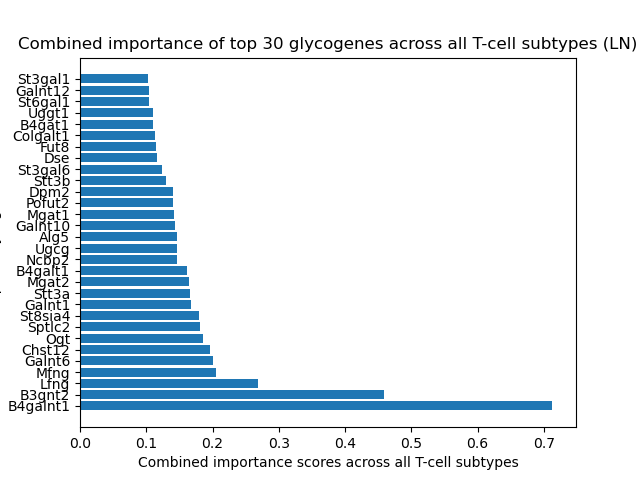 Combined importance of top 30 glycogenes across all T-cell subtypes (LN)
St3gal1
Galnt12
St6gal1
Uggt1
B4gat1
Colgalt1
Fut8
Dse
St3gal6
Stt3b
Dpm2
Pofut2
Mgat1
Galnt10
Alg5
Ugcg
Ncbp2
B4galt1
Mgat2
Stt3a
Galnt1
St8sia4
Sptlc2
Ogt
Chst12
Galnt6
Mfng
Lfng
B3gnt2
B4galnt1
0.0 0.1 0.2 0.3 0.4 0.5 0.6 0.7
Combined importance scores across all T-cell subtypes